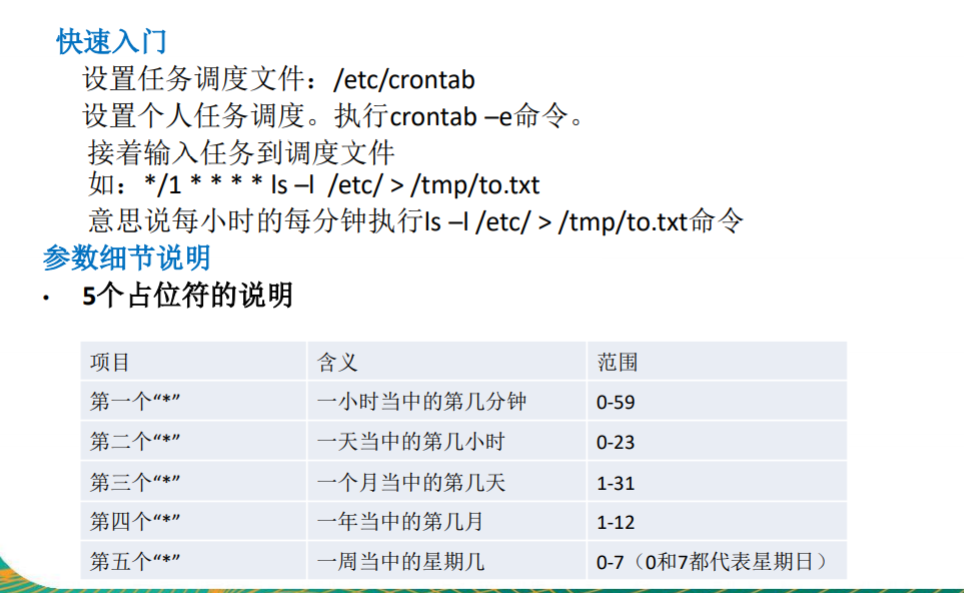 快速入门
设置任务调度文件：/etc/crontab
设置个人任务调度。执行crontab –e命令。
接着输入任务到调度文件
如：*/1 * * * * ls –l /etc/ > /tmp/to.txt
意思说每小时的每分钟执行ls –l /etc/ > /tmp/to.txt命令
参数细节说明
• 5个占位符的说明
项目 含义 范围
第一个“*” 一小时当中的第几分钟 0-59
第二个“*” 一天当中的第几小时 0-23
第三个“*” 一个月当中的第几天 1-31
第四个“*” 一年当中的第几月 1-12
第五个“*” 一周当中的星期几 0-7（0和7都代表星期日）